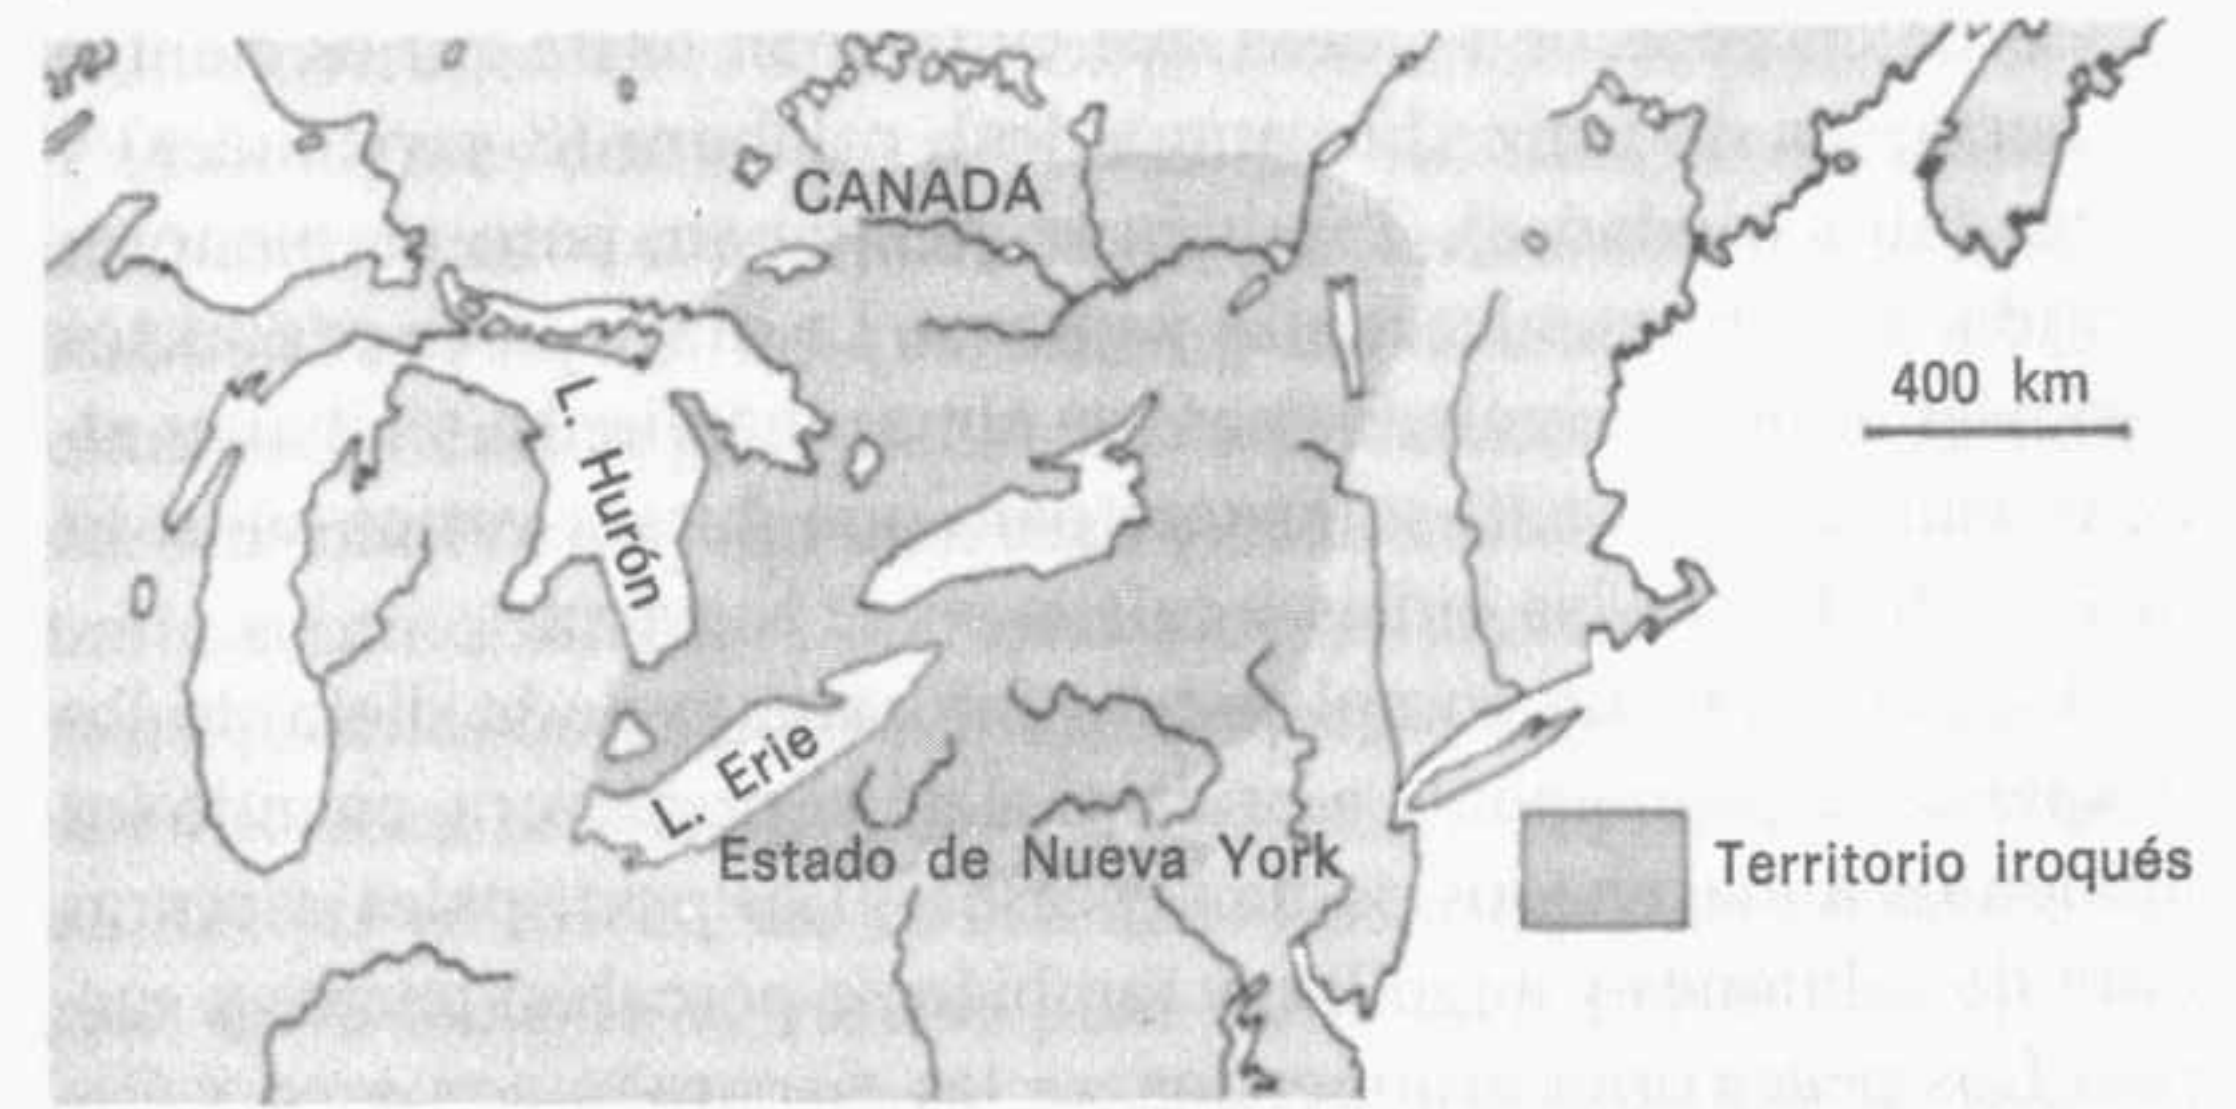 CANADÁ
400 km
L. Hurón
L. Erie
Estado de Nueva York
Territorio iroqués